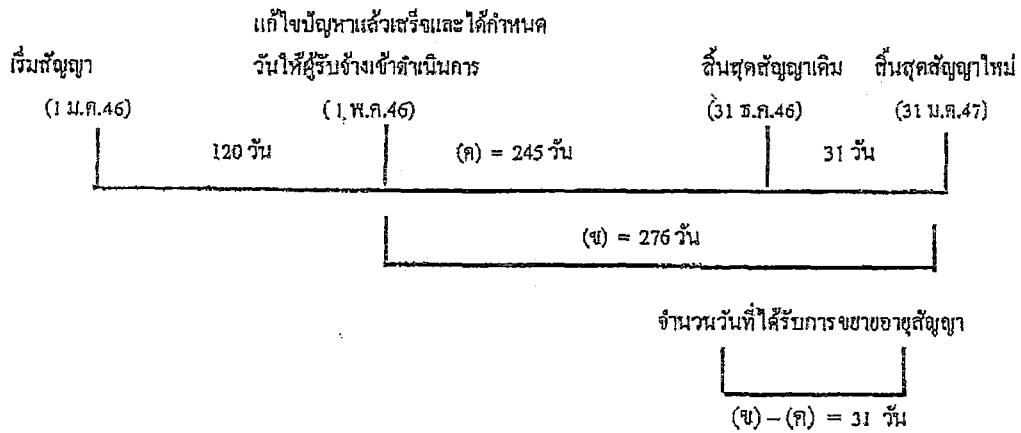 แก้ไขปัญหาแล้วเสร็จและได้กำหนด
เริ่มสัญญา วันให้ผู้รับจ้างเข้าดำเนินการ สิ้นสุดสัญญาเดิม สิ้นสุดสัญญาใหม่
(1 ม.ค.46) (1 พ.ค.46) (31 ธ.ค.46) (31 ม.ค.47)
120 วัน (ค) = 245 วัน 31 วัน
(ข) = 276 วัน
จำนวนวันที่ได้รับการขยายอายุสัญญา
(ข) – (ค) = 31 วัน